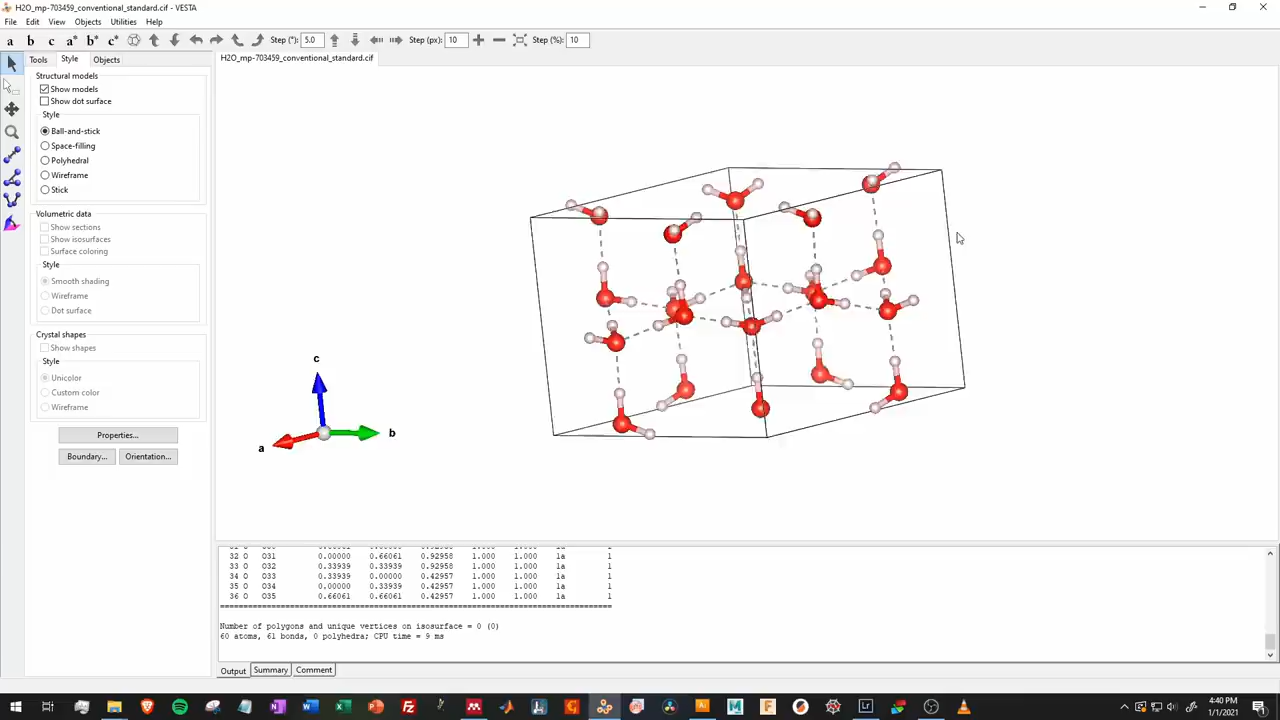 H2O_mp-703459_conventional_standard.cif - VESTA
File Edit View Objects Utilities Help
a b c a* b* c* Step (°): 5.0 Step (px): 10 Step (%): 10
Tools Style Objects
H2O_mp-703459_conventional_standard.cif
Structural models
Show models
Show dot surface
Style
Ball-and-stick
Space-filling
Polyhedral
Wireframe
Stick
Volumetric data
Show sections
Show isosurfaces
Surface coloring
Style
Smooth shading
Wireframe
Dot surface
Crystal shapes
Show shapes
Style
Unicolor
Custom color
Wireframe
Properties...
Boundary... Orientation...
c
b
a
32 O O31 0.00000 0.66061 0.92958 1.000 1.000 1a 1
33 O O32 0.33939 0.33939 0.92958 1.000 1.000 1a 1
34 O O33 0.33939 0.00000 0.42957 1.000 1.000 1a 1
35 O O34 0.00000 0.33939 0.42957 1.000 1.000 1a 1
36 O O35 0.66061 0.66061 0.42957 1.000 1.000 1a 1
Number of polygons and unique vertices on isosurface = 0 (0)
60 atoms, 61 bonds, 0 polyhedra; CPU time = 9 ms
Output Summary Comment
4:40 PM
1/1/2021